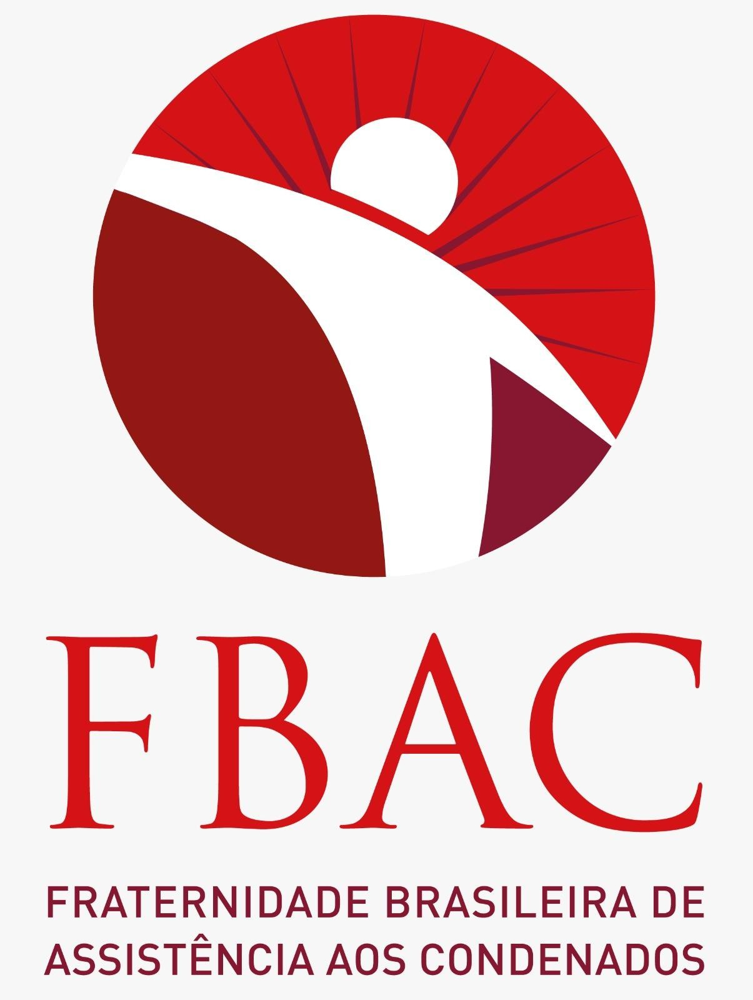 FBAC
FRATERNIDADE BRASILEIRA DE
ASSISTÊNCIA AOS CONDENADOS